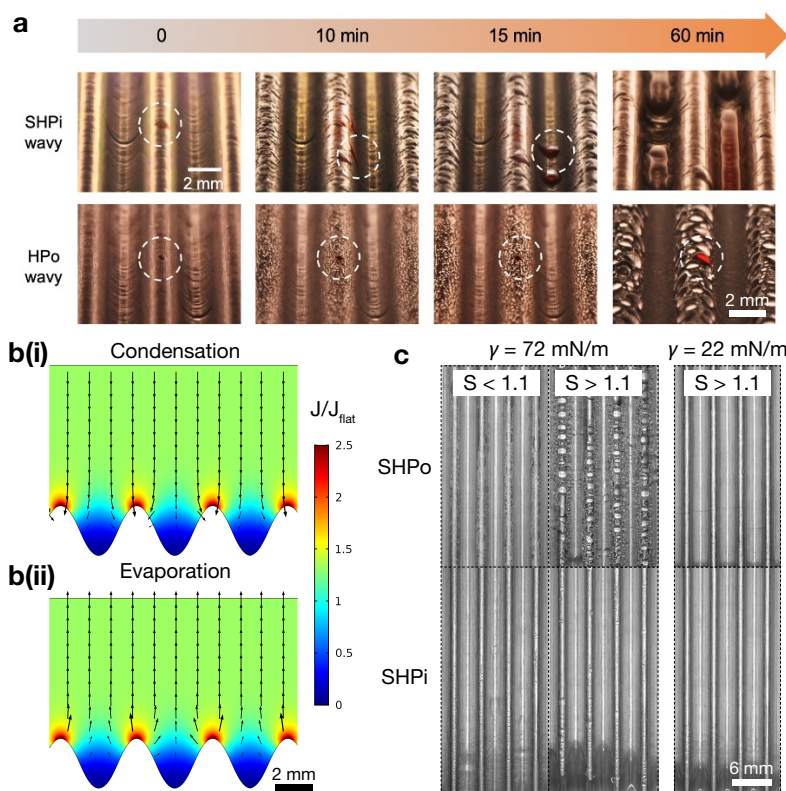 a
0 10 min 15 min 60 min
SHPi
wavy
2 mm
HPo
wavy
2 mm
b(i)
Condensation
J/J_flat
2.5
2
1.5
1
0.5
0
b(ii)
Evaporation
2 mm
c
γ = 72 mN/m γ = 22 mN/m
S < 1.1 S > 1.1 S > 1.1
SHPo
SHPi
6 mm